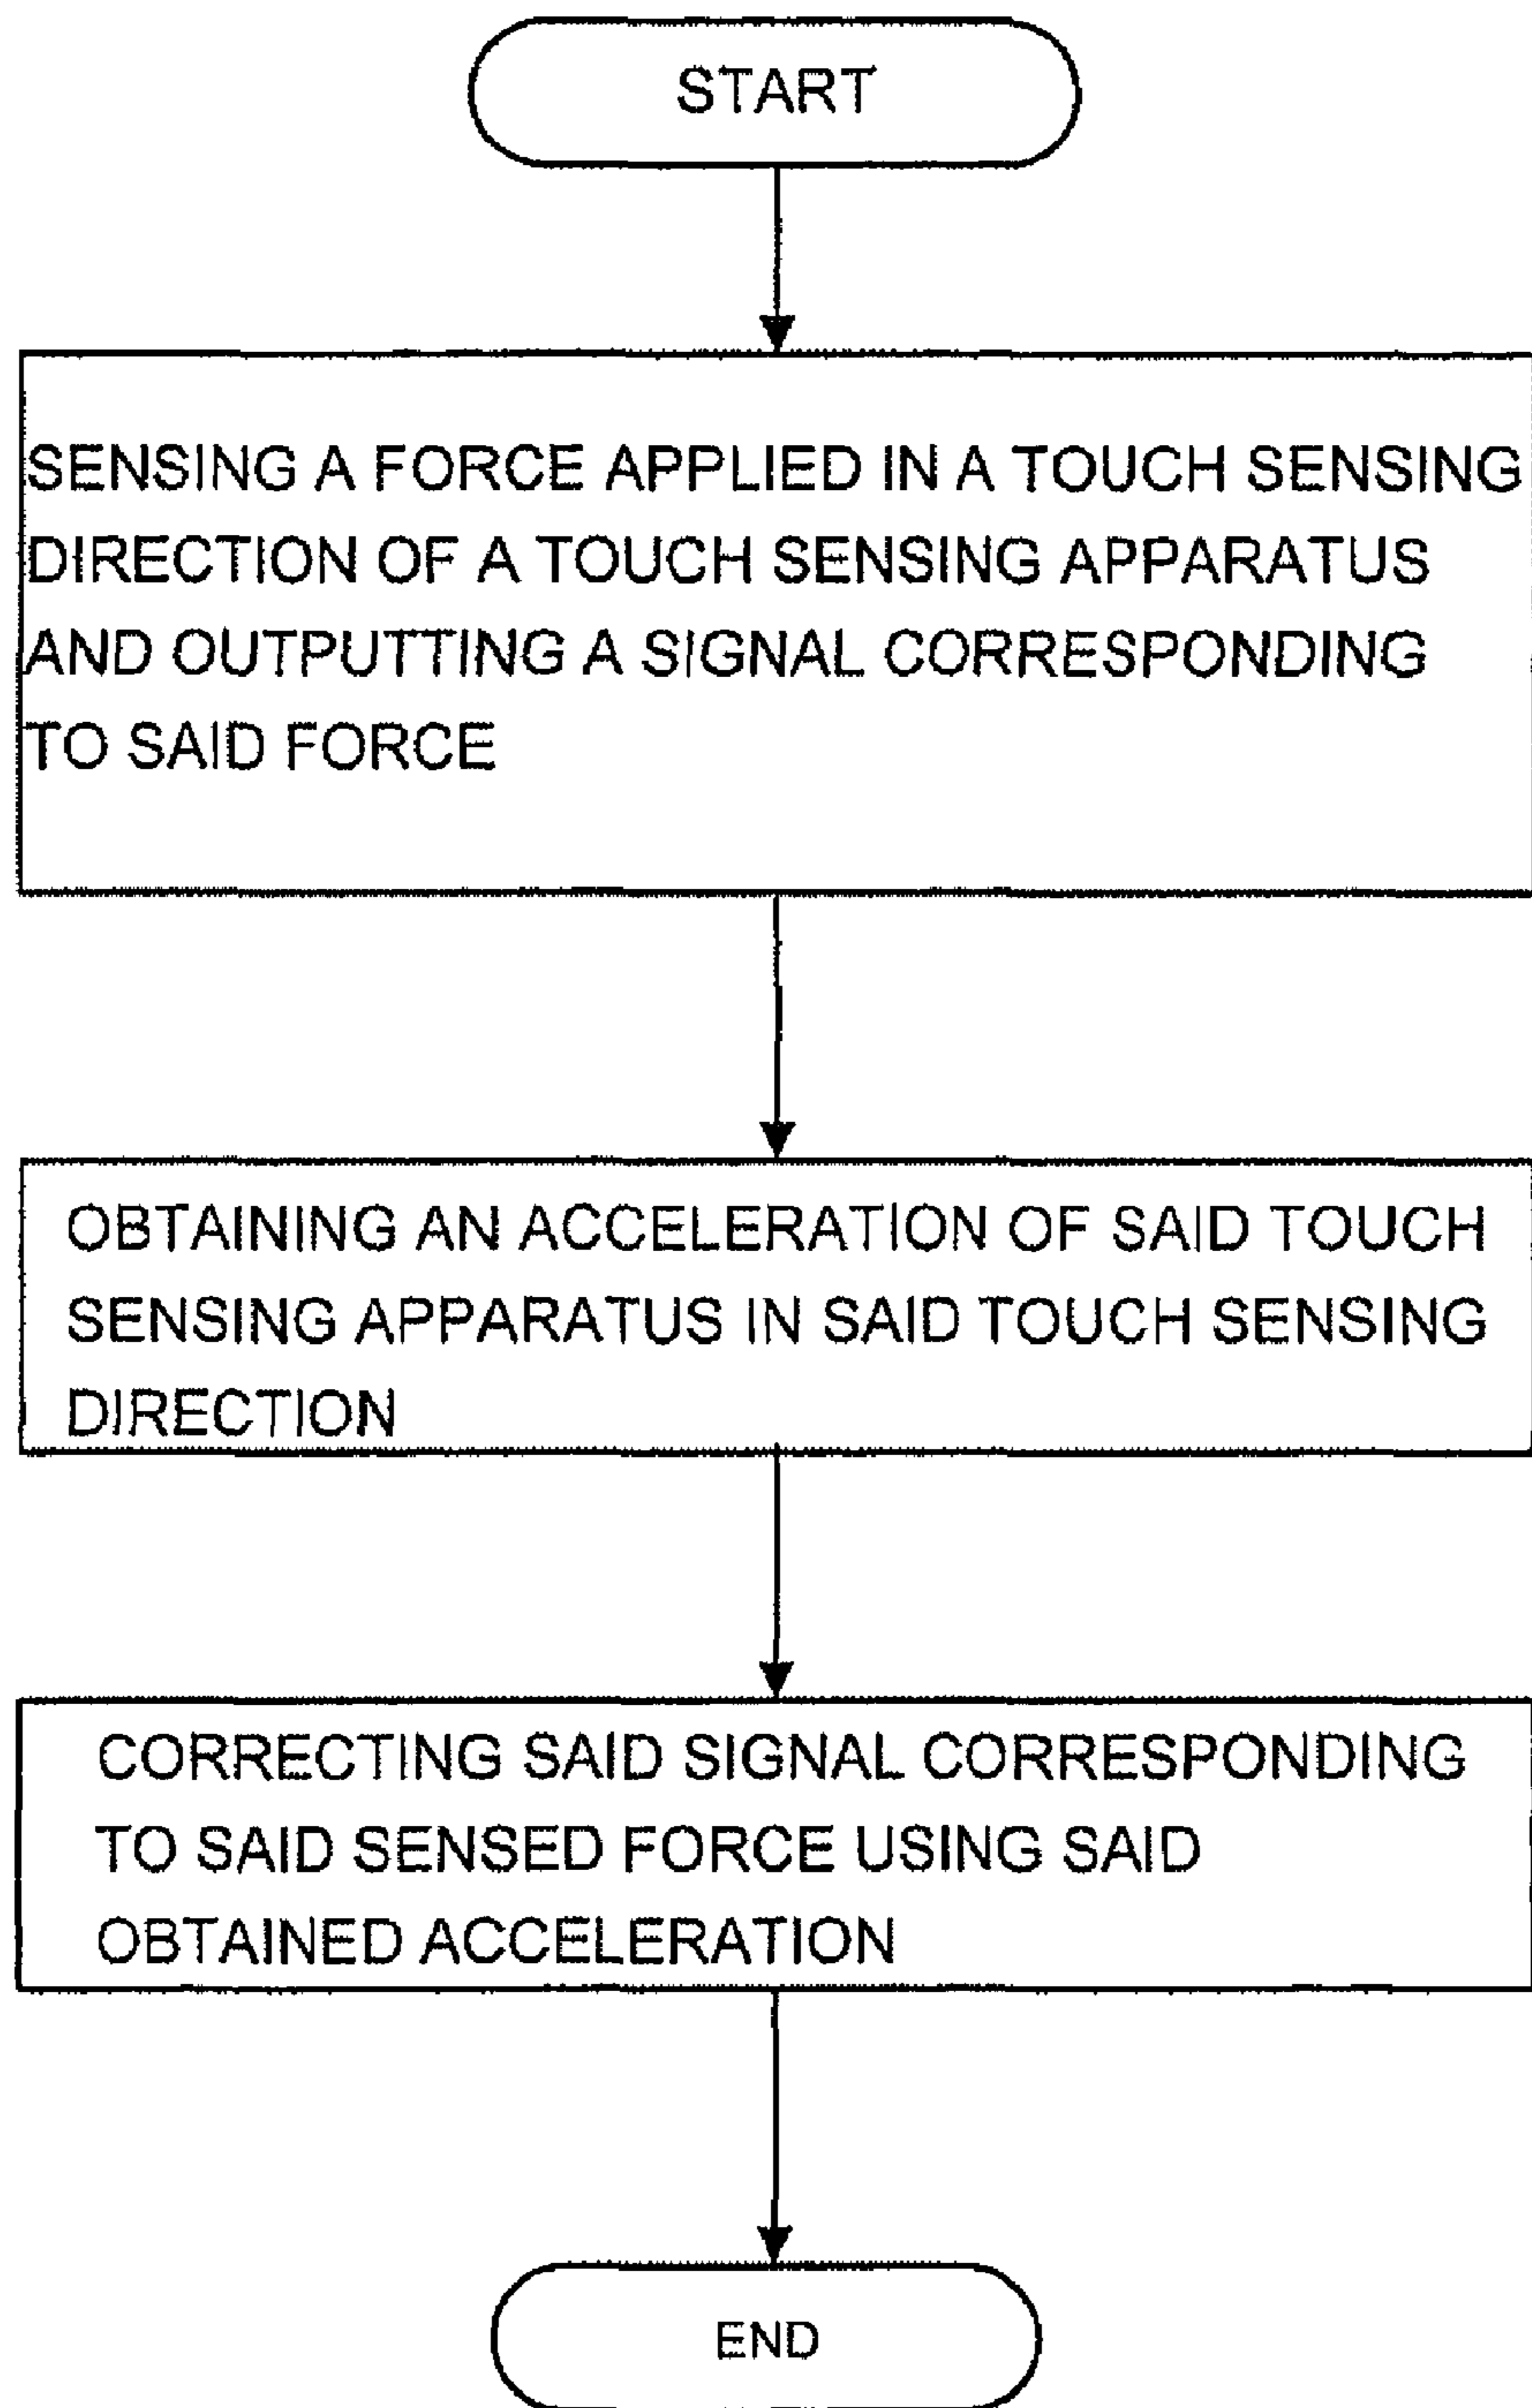 START
SENSING A FORCE APPLIED IN A TOUCH SENSING
DIRECTION OF A TOUCH SENSING APPARATUS
AND OUTPUTTING A SIGNAL CORRESPONDING
TO SAID FORCE
OBTAINING AN ACCELERATION OF SAID TOUCH
SENSING APPARATUS IN SAID TOUCH SENSING
DIRECTION
CORRECTING SAID SIGNAL CORRESPONDING
TO SAID SENSED FORCE USING SAID
OBTAINED ACCELERATION
END